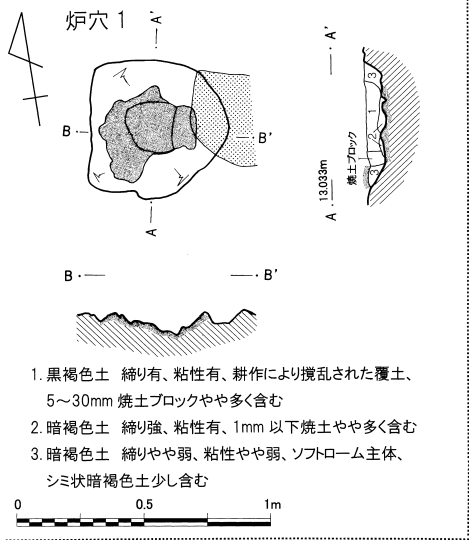 炉穴 1
A'
B
B'
A
A'
3
1
2
1
3
焼土ブロック
13.033m
A
B
B'
1. 黒褐色土 締り有、粘性有、耕作により撹乱された覆土、
5～30mm 焼土ブロックやや多く含む
2. 暗褐色土 締り強、粘性有、1mm 以下焼土やや多く含む
3. 暗褐色土 締りやや弱、粘性やや弱、ソフトローム主体、
シミ状暗褐色土少し含む
0 0.5 1m